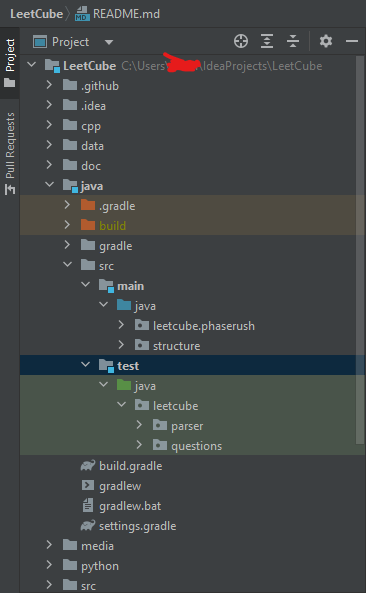 LeetCube README.md
Project
Project
Pull Requests
LeetCube C:\Users\ \IdeaProjects\LeetCube
.github
.idea
cpp
data
doc
java
.gradle
build
gradle
src
main
java
leetcube.phaserush
structure
test
java
leetcube
parser
questions
build.gradle
gradlew
gradlew.bat
settings.gradle
media
python
src